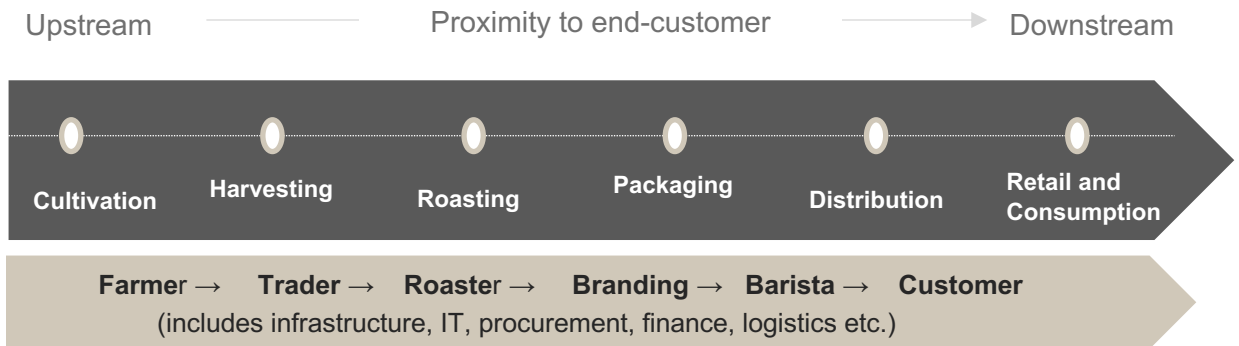 Upstream Proximity to end-customer Downstream
Cultivation Harvesting Roasting Packaging Distribution Retail and
Consumption
Farmer → Trader → Roaster → Branding → Barista → Customer
(includes infrastructure, IT, procurement, finance, logistics etc.)